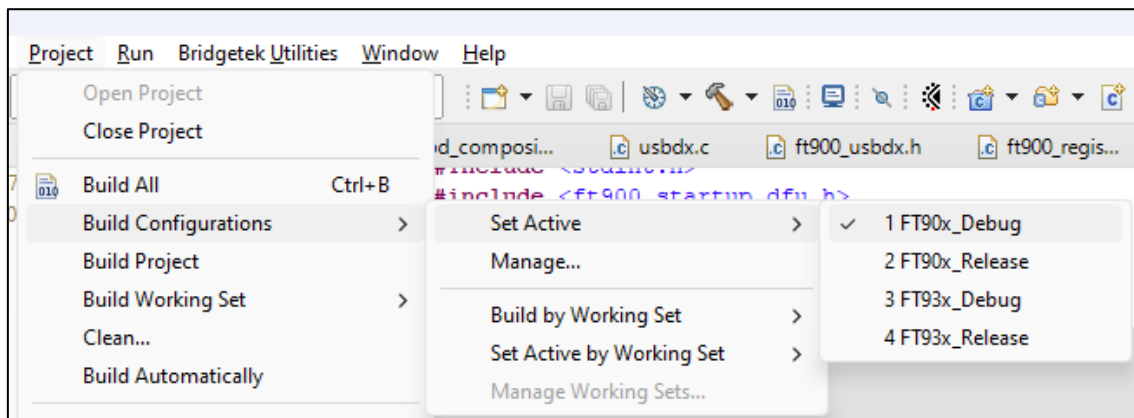 Project Run Bridgetek Utilities Window Help
Open Project
Close Project
d_composi... usbdx.c ft900_usbdx.h ft900_regis...
#include <stdint.h>
Build All Ctrl+B
#include <ft900_startup_dfu.h>
Build Configurations
Set Active
1 FT90x_Debug
Build Project
Manage...
2 FT90x_Release
Build Working Set
3 FT93x_Debug
Build by Working Set
Clean...
4 FT93x_Release
Set Active by Working Set
Build Automatically
Manage Working Sets...